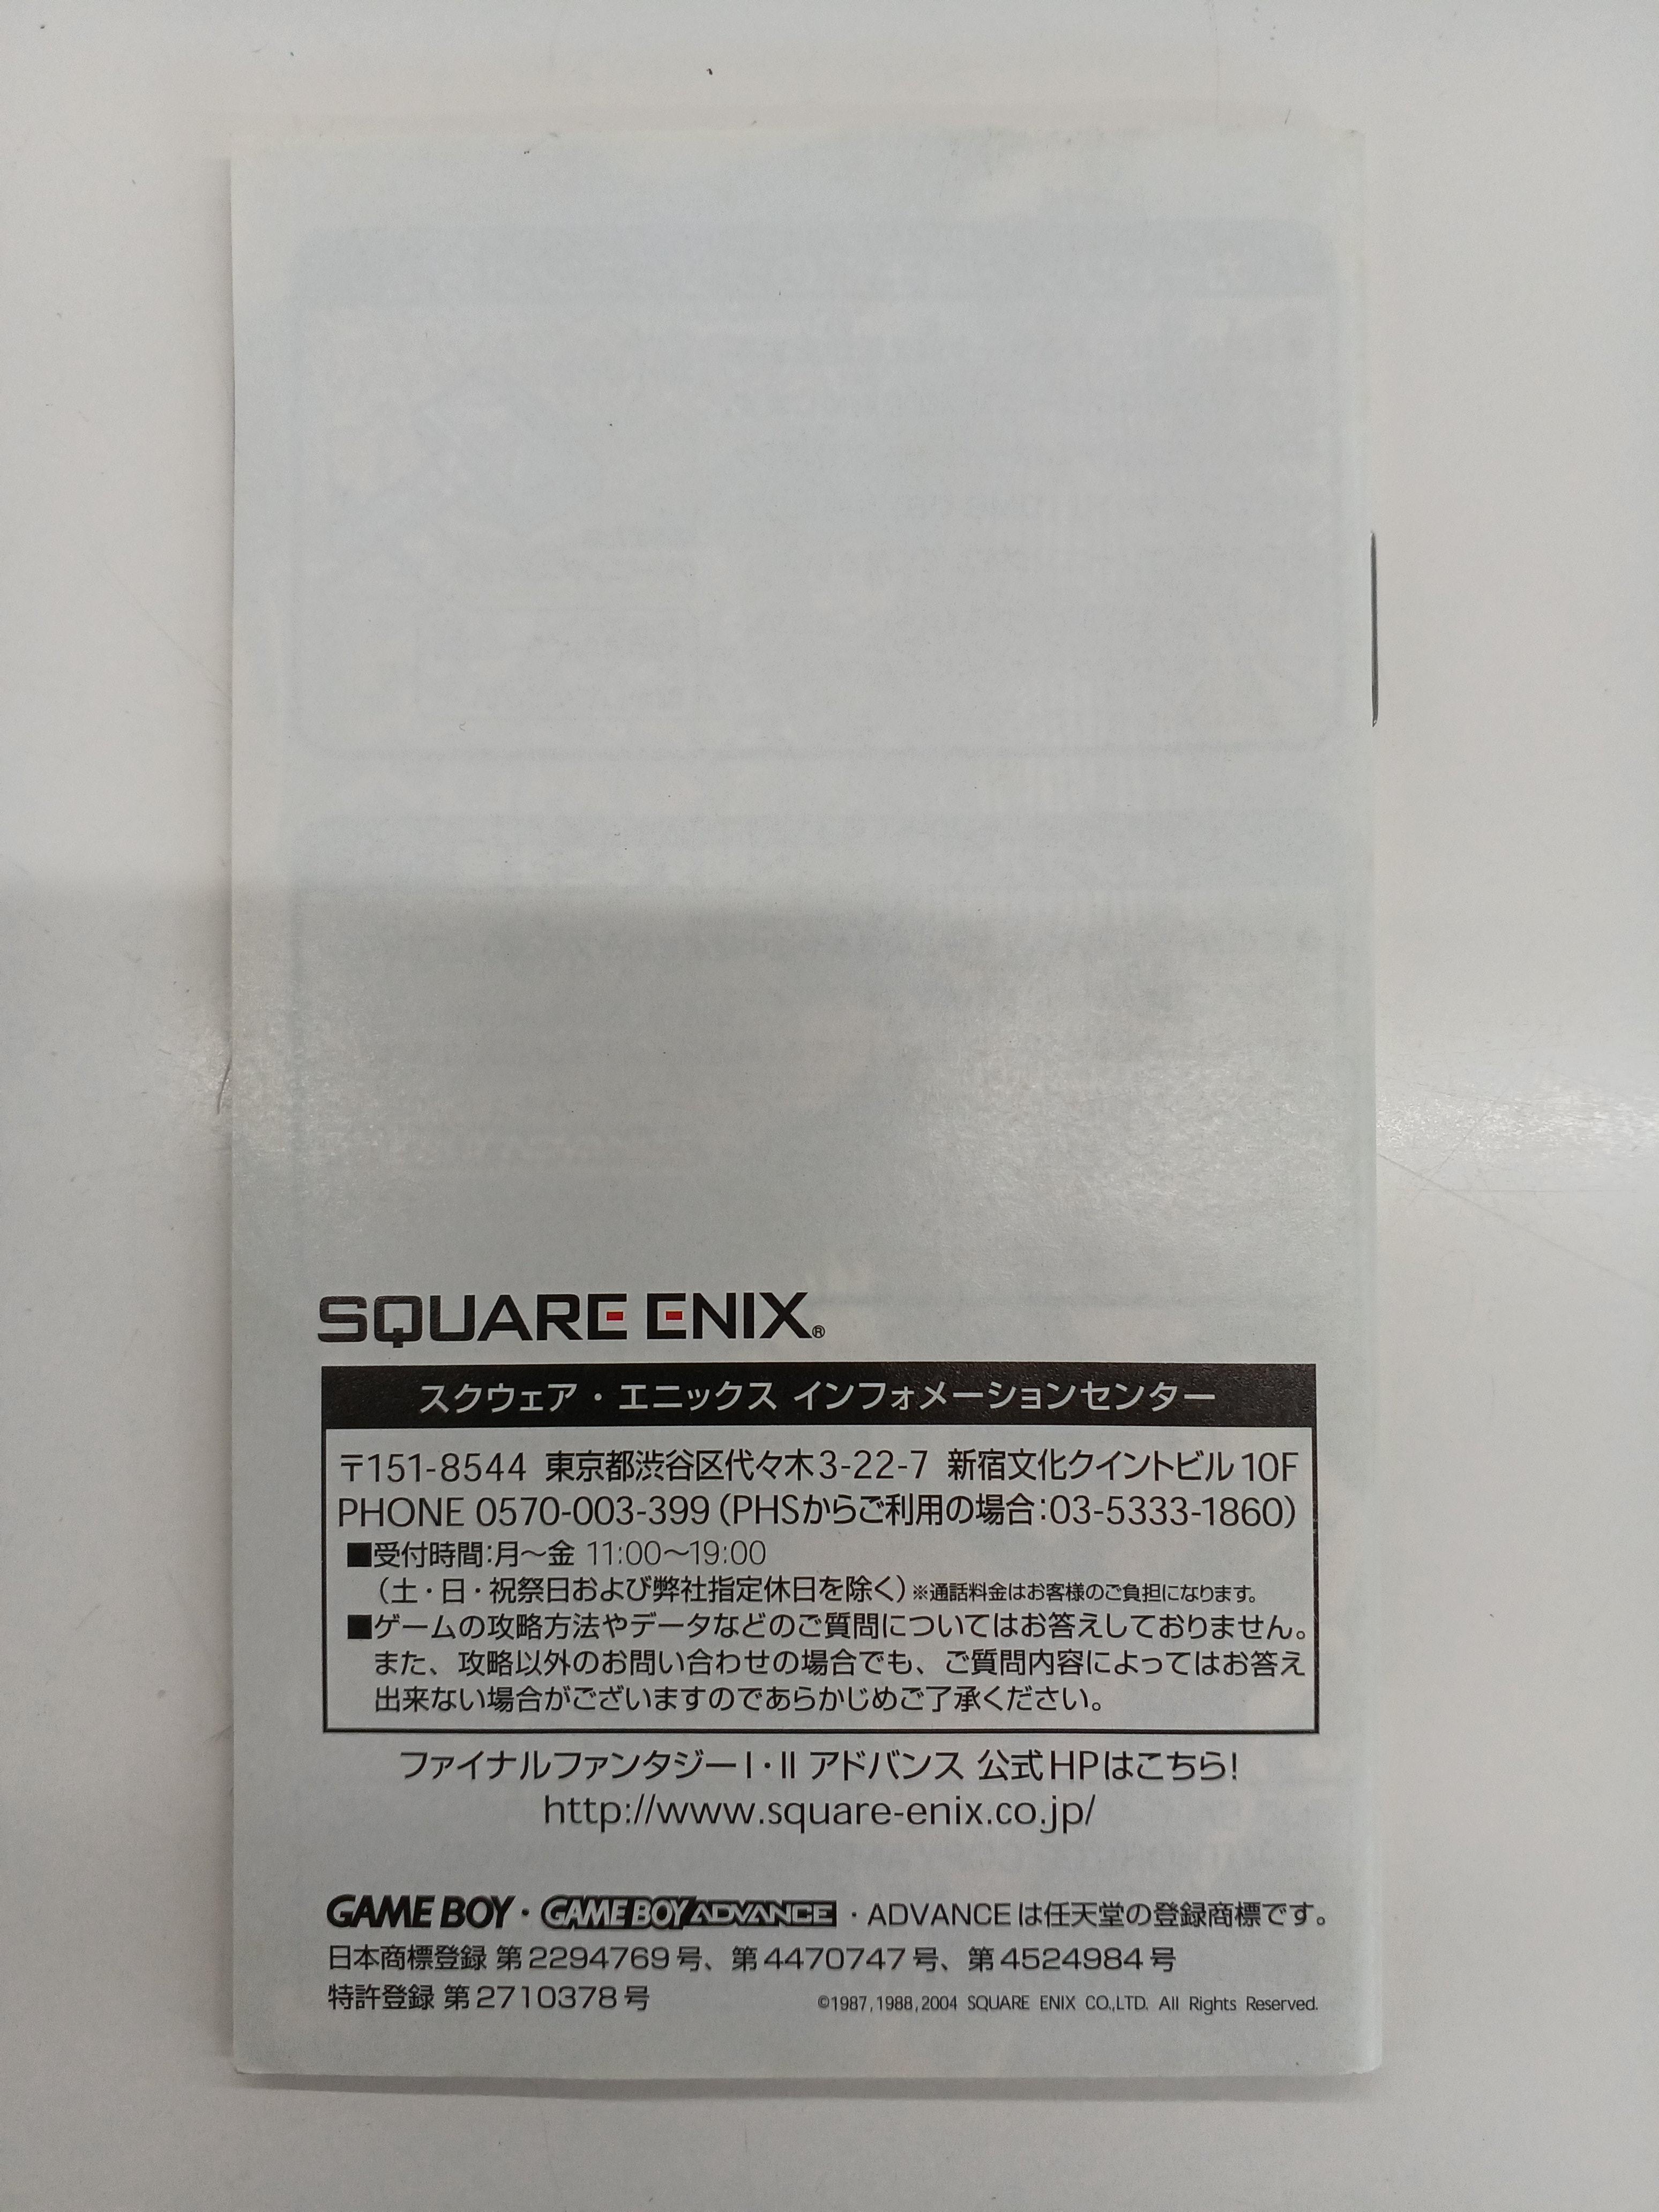 SQUARE ENIX®
スクウェア・エニックス インフォメーションセンター
〒151-8544 東京都渋谷区代々木3-22-7 新宿文化クイントビル10F
PHONE 0570-003-399(PHSからご利用の場合:03-5333-1860)
■受付時間:月〜金 11:00〜19:00
(土・日・祝祭日および弊社指定休日を除く)※通話料金はお客様のご負担になります。
■ゲームの攻略方法やデータなどのご質問についてはお答えしておりません。
また、攻略以外のお問い合わせの場合でも、ご質問内容によってはお答え
出来ない場合がございますのであらかじめご了承ください。
ファイナルファンタジーI・II アドバンス 公式HPはこちら!
http://www.square-enix.co.jp/
GAME BOY・GAME BOY ADVANCE・ADVANCEは任天堂の登録商標です。
日本商標登録 第2294769号、第4470747号、第4524984号
特許登録 第2710378号
©1987,1988,2004 SQUARE ENIX CO.,LTD. All Rights Reserved.